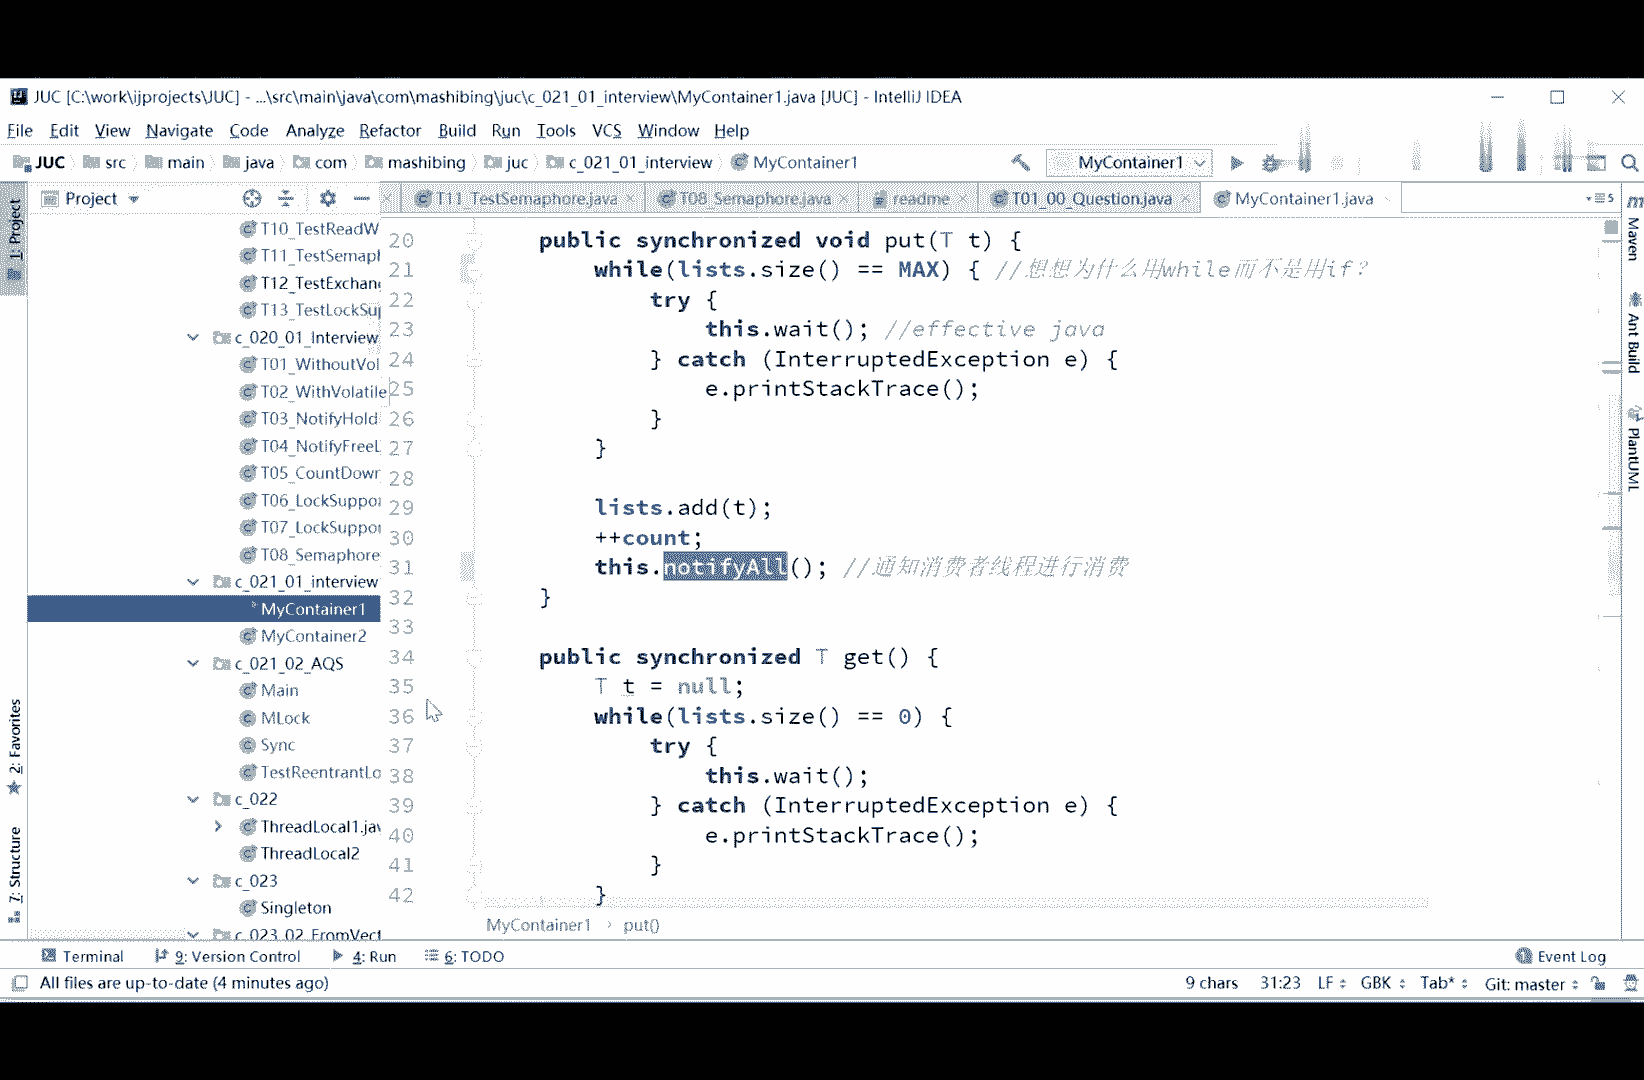 JUC [C:\work\ijprojects\JUC] - ...\src\main\java\com\mashibing\juc\c_021_01_interview\MyContainer1.java [JUC] - IntelliJ IDEA
File Edit View Navigate Code Analyze Refactor Build Run Tools VCS Window Help
JUC src main java com mashibing juc c_021_01_interview MyContainer1 MyContainer1
Project T11_TestSemaphore.java T08_Semaphore.java readme T01_00_Question.java MyContainer1.java 5
1: Project
2: Favorites
7: Structure
T10_TestReadW
T11_TestSemap
T12_TestExchan
T13_TestLockSu
c_020_01_Interview
T01_WithoutVol
T02_WithVolatile
T03_NotifyHold
T04_NotifyFreeL
T05_CountDown
T06_LockSuppo
T07_LockSuppo
T08_Semaphore
c_021_01_interview
MyContainer1
MyContainer2
c_021_02_AQS
Main
MLock
Sync
TestReentrantLo
c_022
ThreadLocal1.jav
ThreadLocal2
c_023
Singleton
c_023_02_FromVect
20 public synchronized void put(T t) {
21 while(lists.size() == MAX) { //想想为什么用while而不是用if?
22 try {
23 this.wait(); //effective java
24 } catch (InterruptedException e) {
25 e.printStackTrace();
26 }
27 }
28
29 lists.add(t);
30 ++count;
31 this.notifyAll(); //通知消费者线程进行消费
32 }
33
34 public synchronized T get() {
35 T t = null;
36 while(lists.size() == 0) {
37 try {
38 this.wait();
39 } catch (InterruptedException e) {
40 e.printStackTrace();
41 }
42 }
MyContainer1 › put()
Maven
Ant Build
PlantUML
Terminal 9: Version Control 4: Run 6: TODO Event Log
All files are up-to-date (4 minutes ago) 9 chars 31:23 LF GBK Tab* Git: master